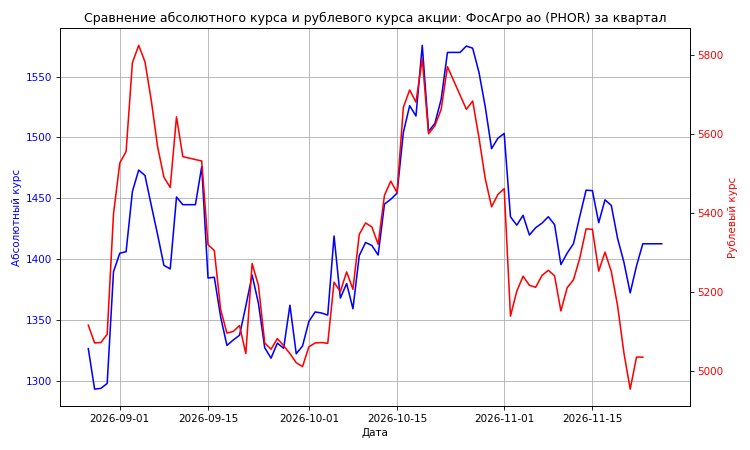 Сравнение абсолютного курса и рублевого курса акции: ФосАгро ао (PHOR) за квартал
Абсолютный курс
1550
1500
1450
1400
1350
1300
5800
5600
5400
5200
5000
Рублевый курс
2026-09-01 2026-09-15 2026-10-01 2026-10-15 2026-11-01 2026-11-15
Дата